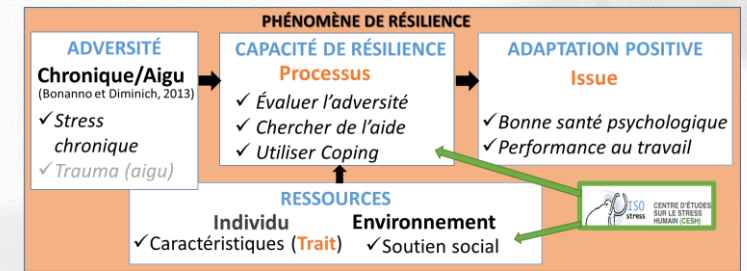 PHÉNOMÈNE DE RÉSILIENCE
ADVERSITÉ
Chronique/Aigu
(Bonanno et Diminich, 2013)
✓Stress
chronique
✓Trauma (aigu)
CAPACITÉ DE RÉSILIENCE
Processus
✓ Évaluer l’adversité
✓ Chercher de l’aide
✓ Utiliser Coping
ADAPTATION POSITIVE
Issue
✓Bonne santé psychologique
✓Performance au travail
RESSOURCES
Individu
✓Caractéristiques (Trait)
Environnement
✓Soutien social
ISO
stress
CENTRE D’ÉTUDES
SUR LE STRESS
HUMAIN (CESH)